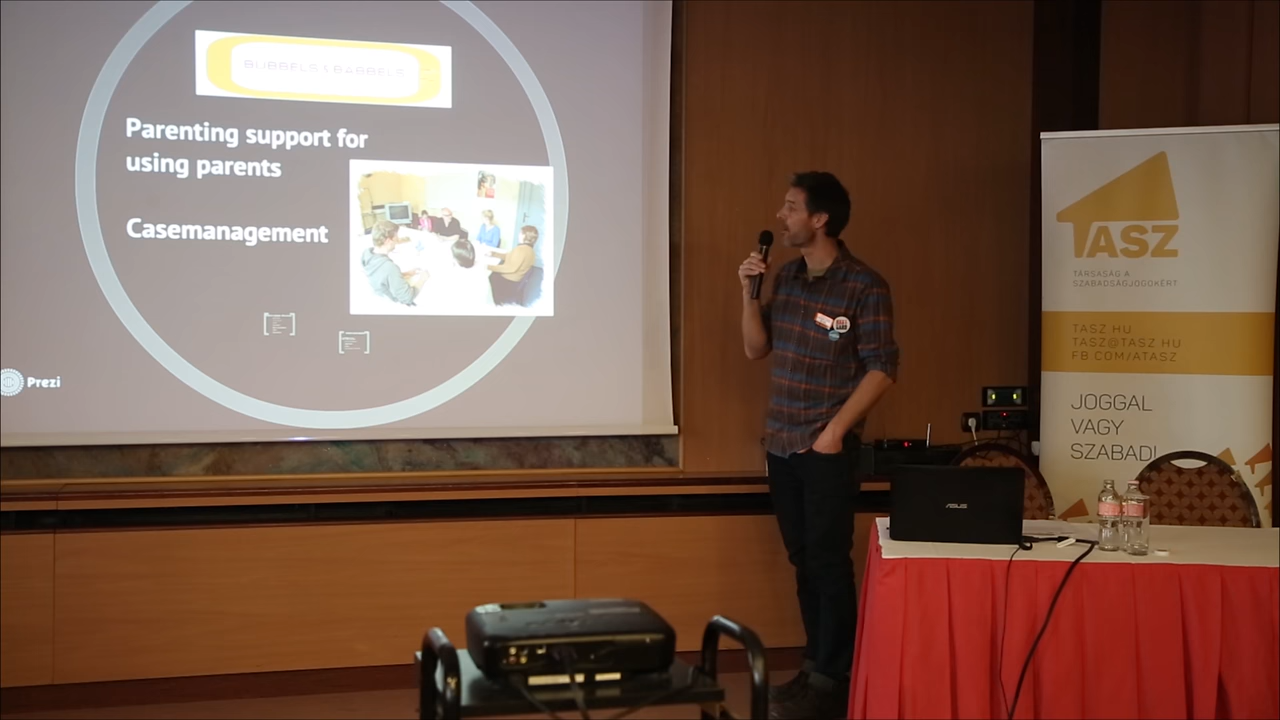 BUBBELS & BABBELS
Parenting support for
using parents
Casemanagement
Prezi
TASZ
TÁRSASÁG A
SZABADSÁGJOGOKÉRT
TASZ.HU
TASZ@TASZ.HU
FB.COM/ATASZ
JOGGAL
VAGY
SZABAD!
ASUS